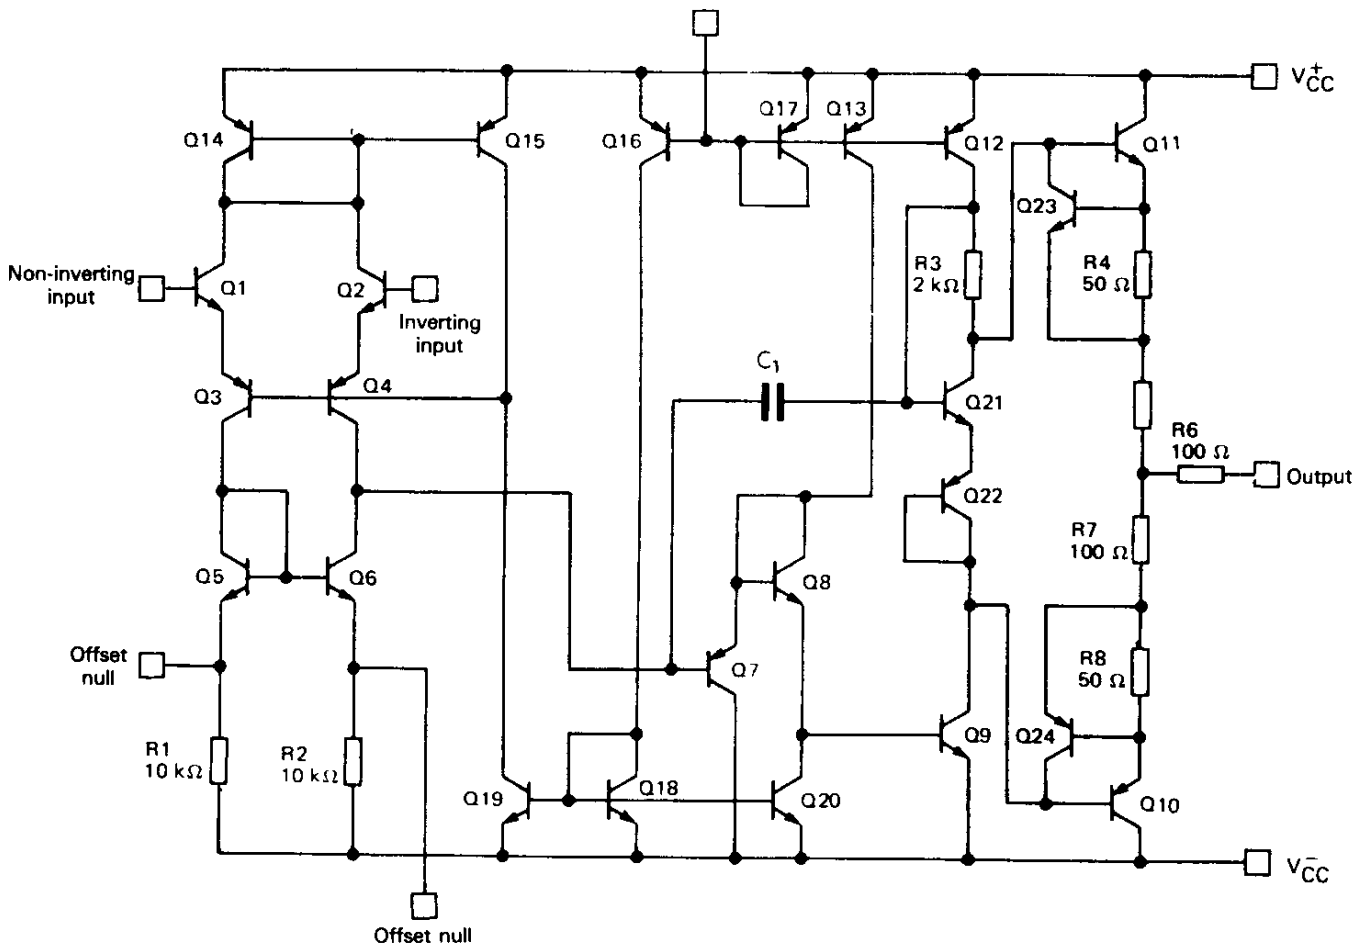 V+CC
Q14
Q15
Q16
Q17
Q13
Q12
Q11
Q23
Non-inverting
input
Q1
Q2
Inverting
input
R3
2 kΩ
R4
50 Ω
Q3
Q4
C1
Q21
R6
100 Ω
Output
Q22
R7
100 Ω
Q5
Q6
Q8
Offset
null
Q7
R8
50 Ω
R1
10 kΩ
R2
10 kΩ
Q19
Q18
Q20
Q9
Q24
Q10
V−CC
Offset null